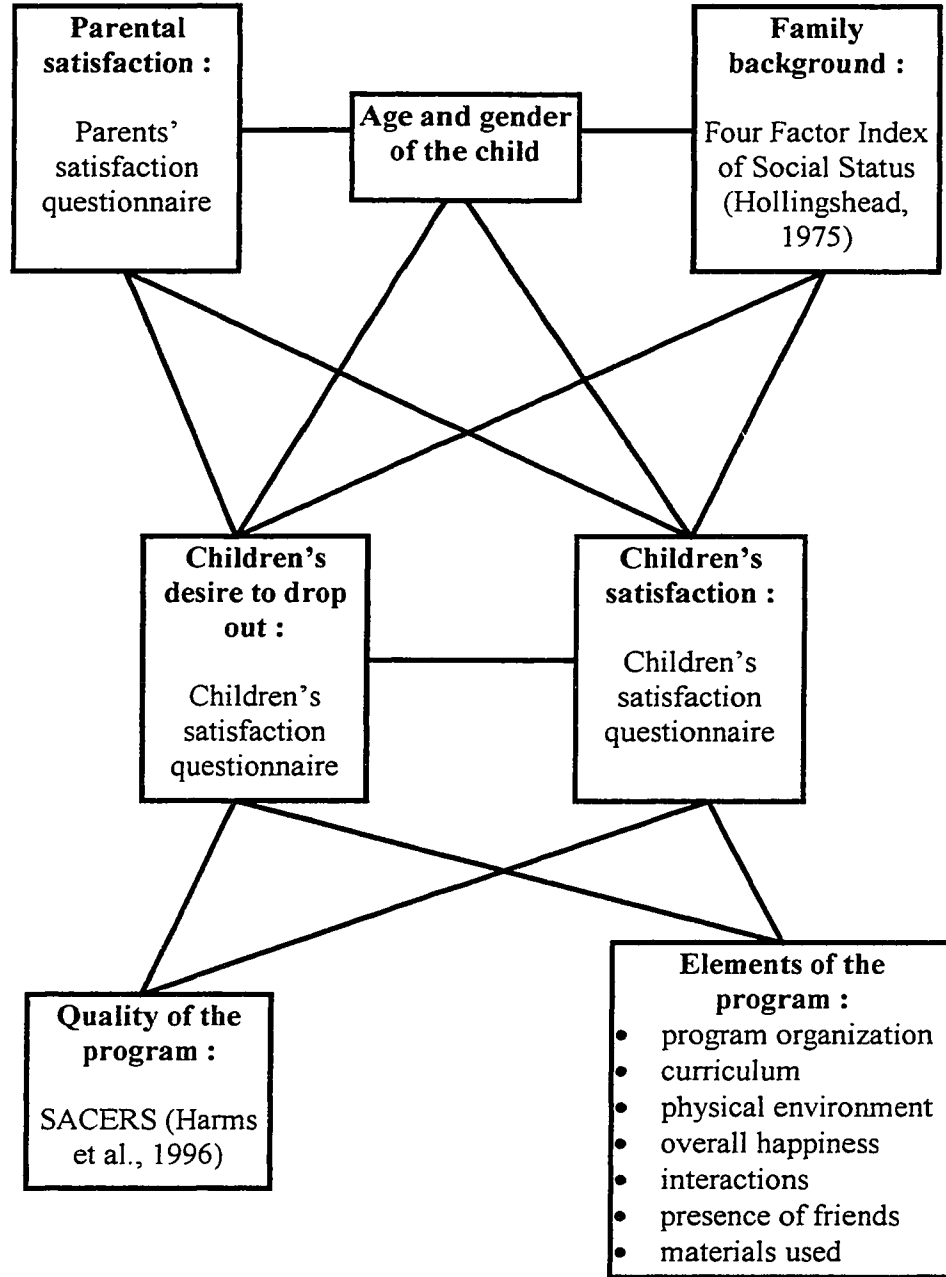 Parental
satisfaction :
Parents'
satisfaction
questionnaire
Age and gender
of the child
Family
background :
Four Factor Index
of Social Status
(Hollingshead,
1975)
Children's
desire to drop
out :
Children's
satisfaction
questionnaire
Children's
satisfaction :
Children's
satisfaction
questionnaire
Quality of the
program :
SACERS (Harms
et al., 1996)
Elements of the
program :
• program organization
• curriculum
• physical environment
• overall happiness
• interactions
• presence of friends
• materials used